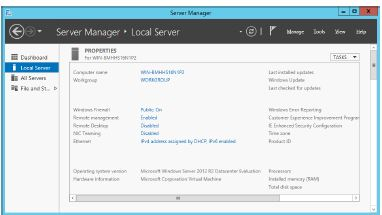 Server Manager
Server Manager ▸ Local Server
Manage Tools View Help
Dashboard
Local Server
All Servers
File and St...
PROPERTIES
For WIN-8MHHS16N1P2
TASKS
Computer name WIN-8MHHS16N1P2 Last installed updates
Workgroup WORKGROUP Windows Update
Last checked for updates
Windows Firewall Public: On Windows Error Reporting
Remote management Enabled Customer Experience Improvement Program
Remote Desktop Disabled IE Enhanced Security Configuration
NIC Teaming Disabled Time zone
Ethernet IPv4 address assigned by DHCP, IPv6 enabled Product ID
Operating system version Microsoft Windows Server 2012 R2 Datacenter Evaluation Processors
Hardware information Microsoft Corporation Virtual Machine Installed memory (RAM)
Total disk space